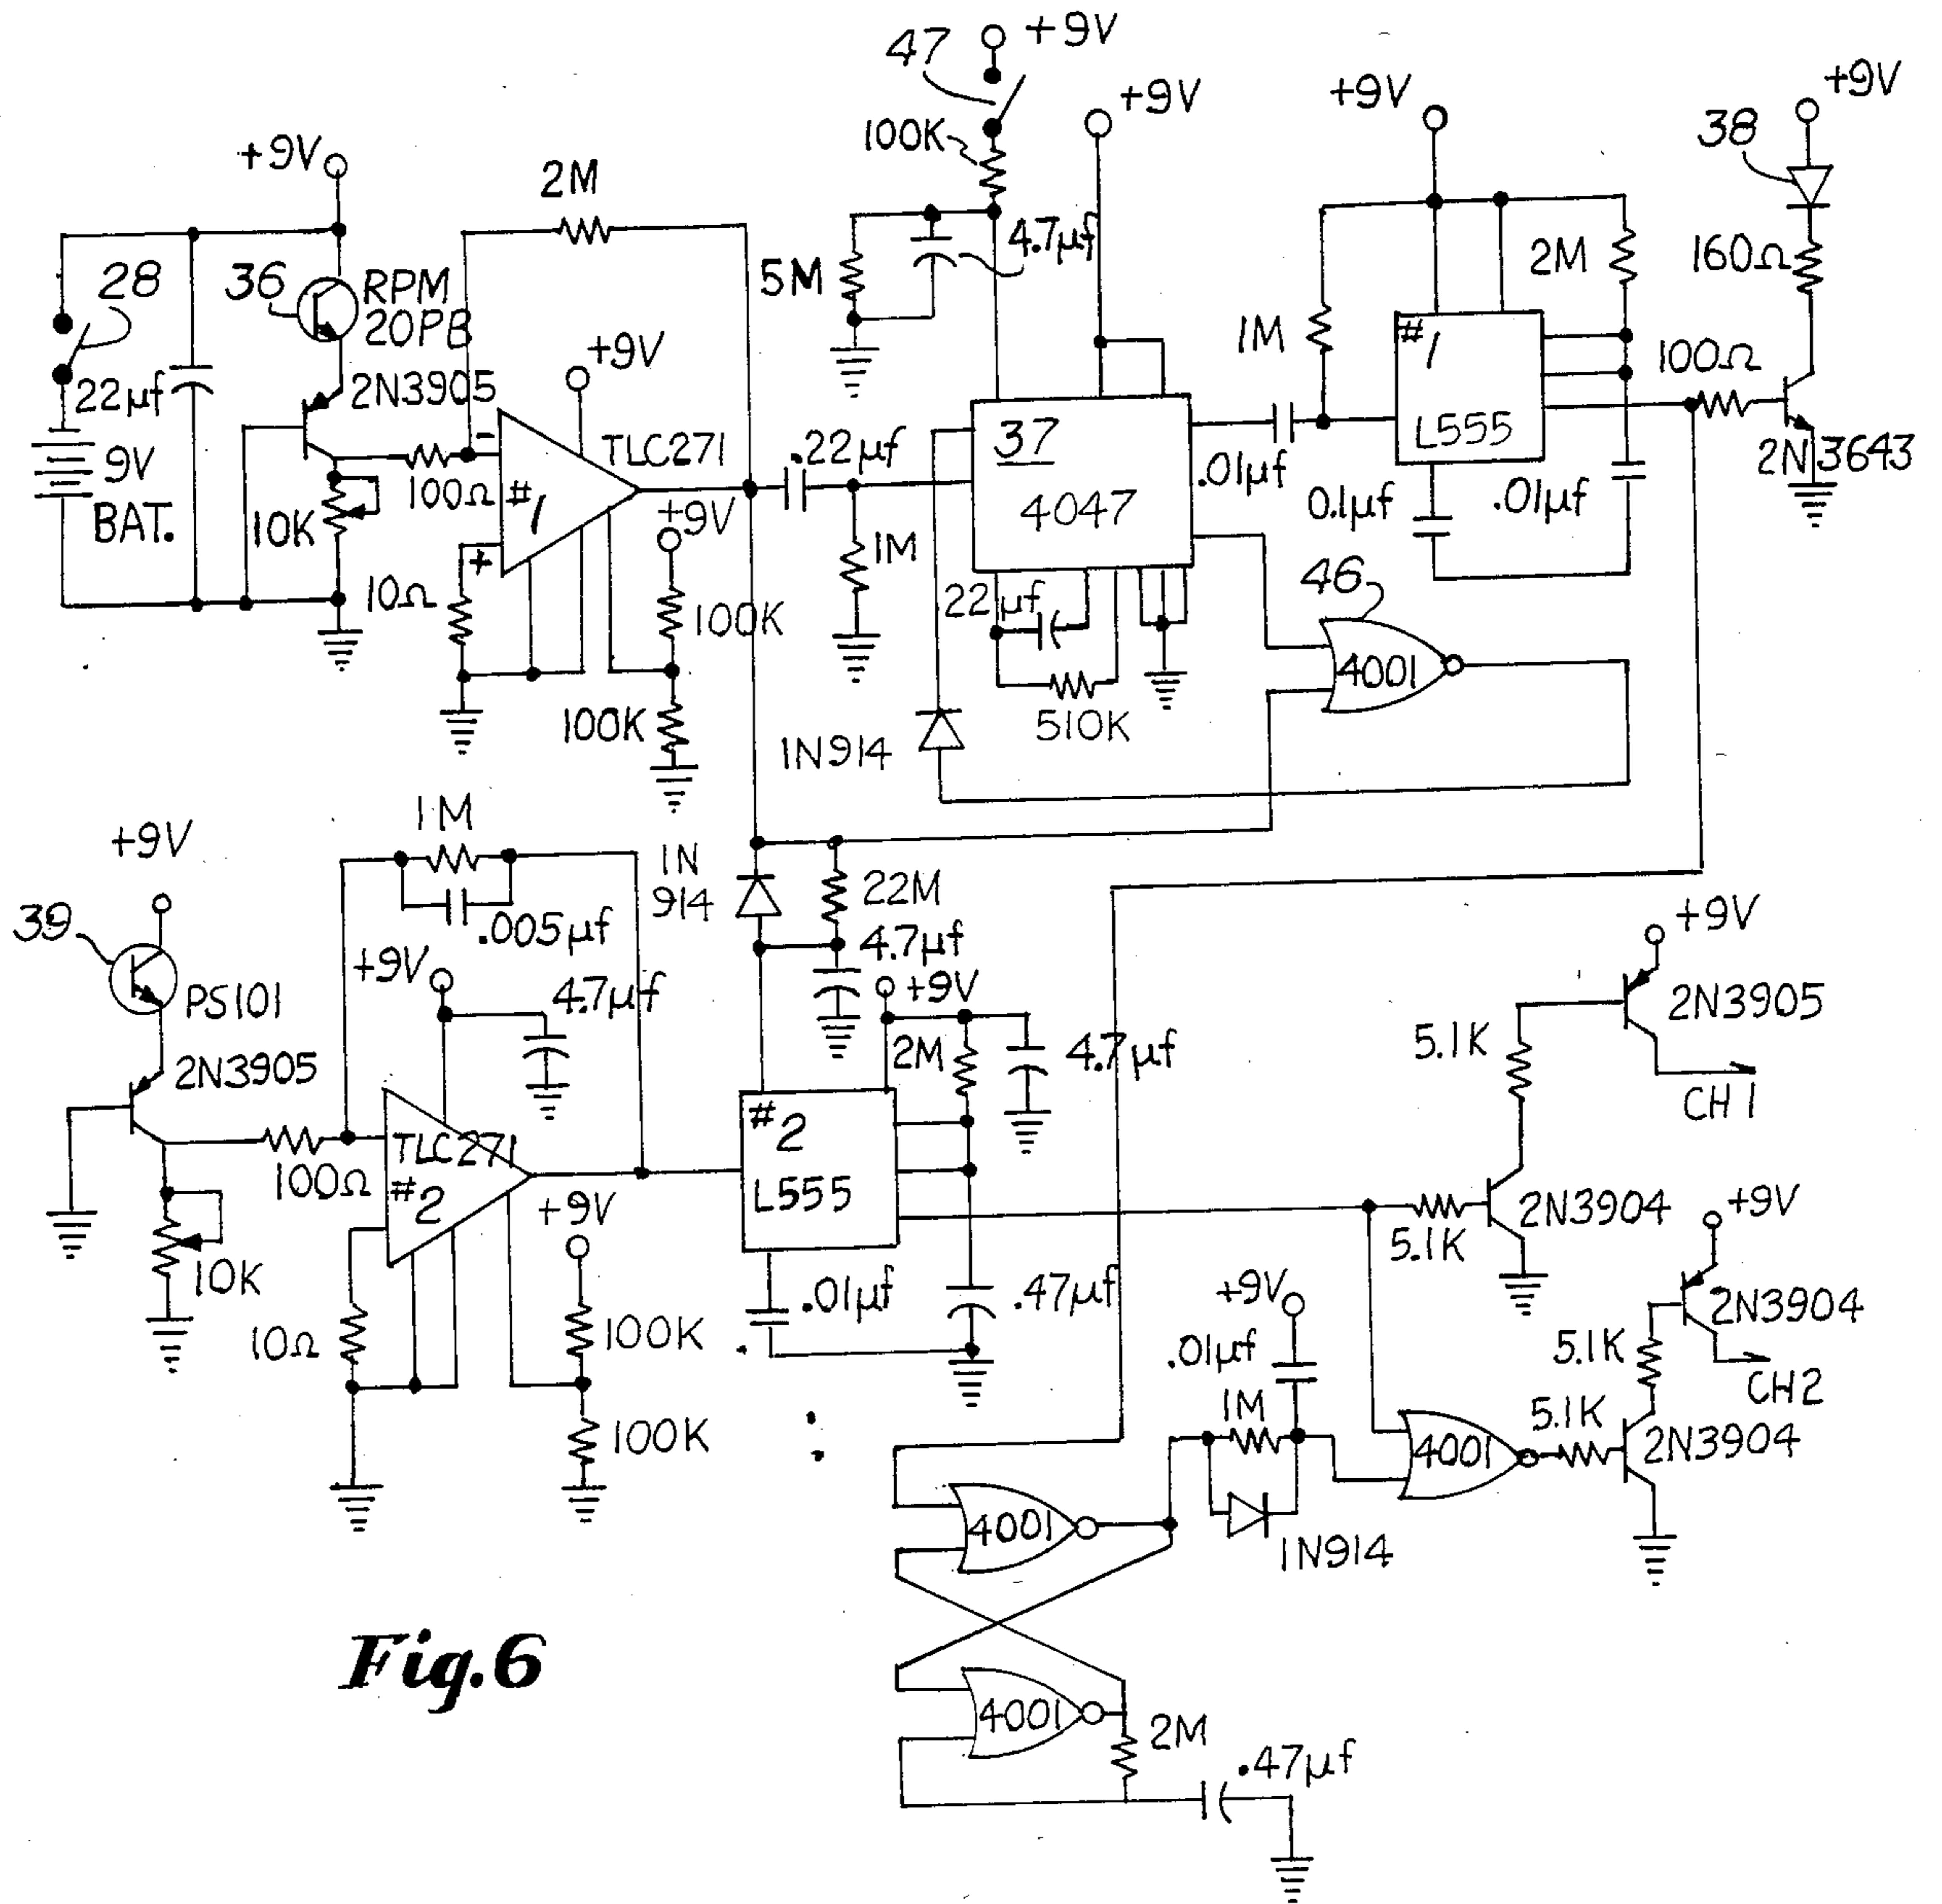 47
+9V
+9V
+9V
+9V
38
100K
+9V
2M
28
36
RPM
20PB
5M
4.7µf
2M
160Ω
+9V
1M
#1
L555
100Ω
22µf
2N3905
9V
BAT.
-
TLC271
#1
+
.22µf
37
4047
.01µf
0.1µf
.01µf
2N3643
100Ω
10K
+9V
1M
10Ω
100K
22µf
46
4001
100K
1N914
510K
1M
+9V
.005µf
1N
914
22M
39
+9V
4.7µf
4.7µf
+9V
PS101
+9V
2N3905
2N3905
2M
4.7µf
5.1K
CH1
TLC271
#2
#2
L555
100Ω
+9V
5.1K
2N3904
+9V
10K
.01µf
.47µf
+9V
2N3904
10Ω
100K
.01µf
5.1K
CH2
100K
1M
4001
5.1K
2N3904
4001
1N914
Fig.6
4001
2M
.47µf